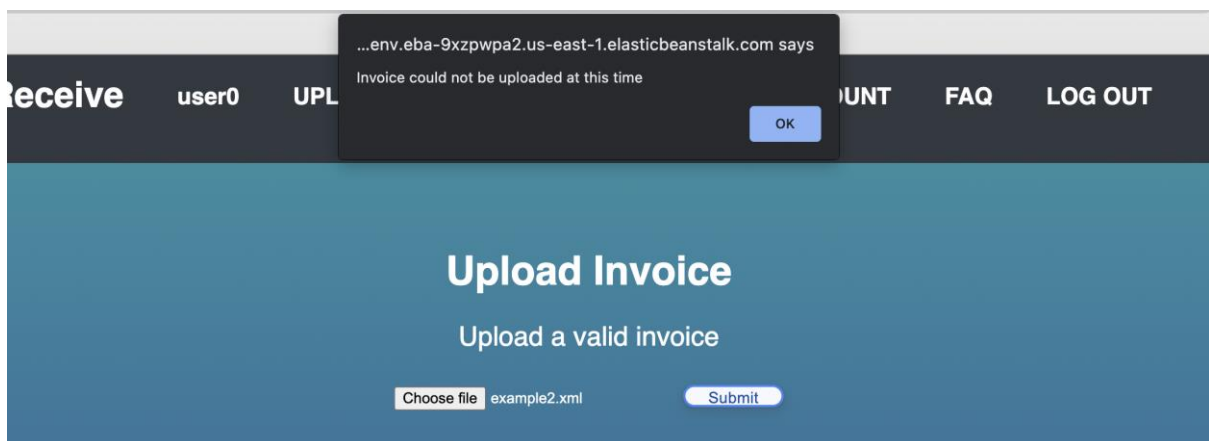 ...env.eba-9xzpwpa2.us-east-1.elasticbeanstalk.com says
Invoice could not be uploaded at this time
OK
eceive user0 UPL OUNT FAQ LOG OUT
Upload Invoice
Upload a valid invoice
Choose file example2.xml Submit